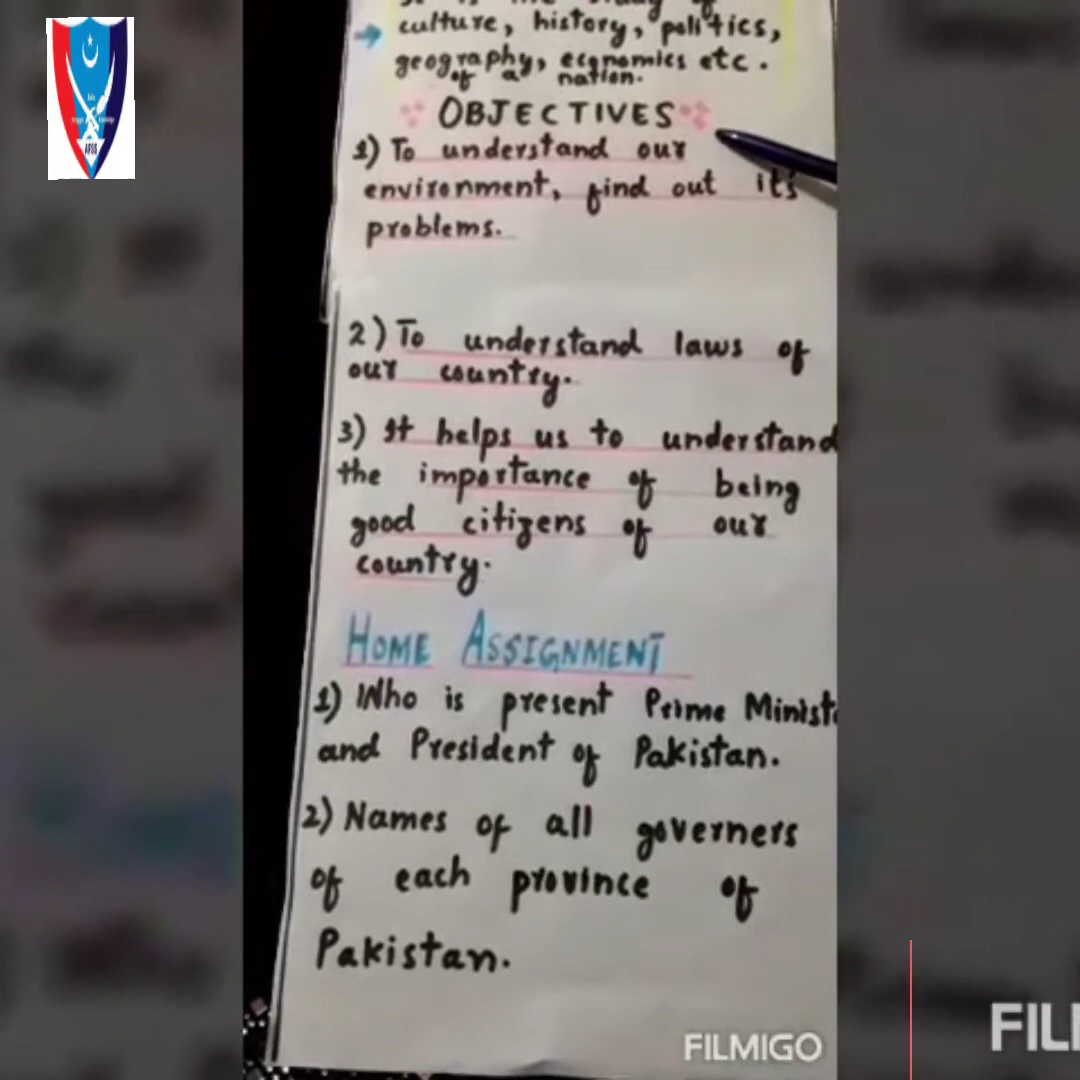 culture, history, politics,
geography, economics etc.
of a nation.
OBJECTIVES
1) To understand our
environment, find out it's
problems.
2) To understand laws of
our country.
3) It helps us to understand
the importance of being
good citizens of our
country.
HOME ASSIGNMENT
1) Who is present Prime Minist
and President of Pakistan.
2) Names of all governers
of each province of
Pakistan.
FILMIGO
FIL
APSS